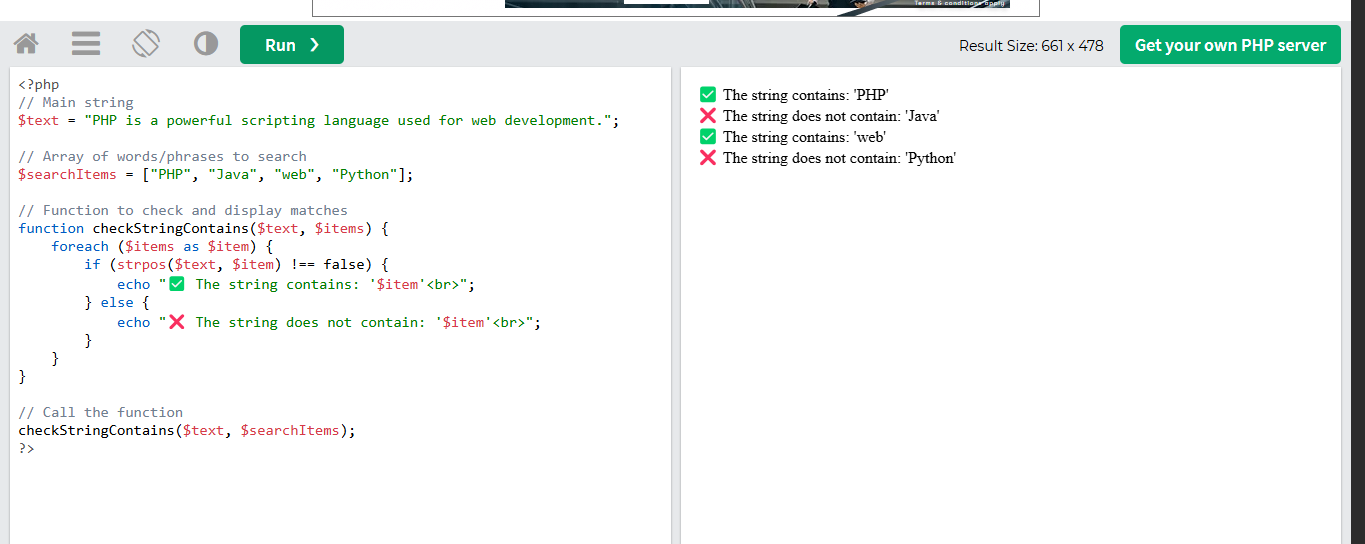 Terms & conditions apply
Run ❯
Result Size: 661 x 478
Get your own PHP server
<?php
// Main string
$text = "PHP is a powerful scripting language used for web development.";

// Array of words/phrases to search
$searchItems = ["PHP", "Java", "web", "Python"];

// Function to check and display matches
function checkStringContains($text, $items) {
    foreach ($items as $item) {
        if (strpos($text, $item) !== false) {
            echo "✅ The string contains: '$item'<br>";
        } else {
            echo "❌ The string does not contain: '$item'<br>";
        }
    }
}

// Call the function
checkStringContains($text, $searchItems);
?>
✅ The string contains: 'PHP'
❌ The string does not contain: 'Java'
✅ The string contains: 'web'
❌ The string does not contain: 'Python'